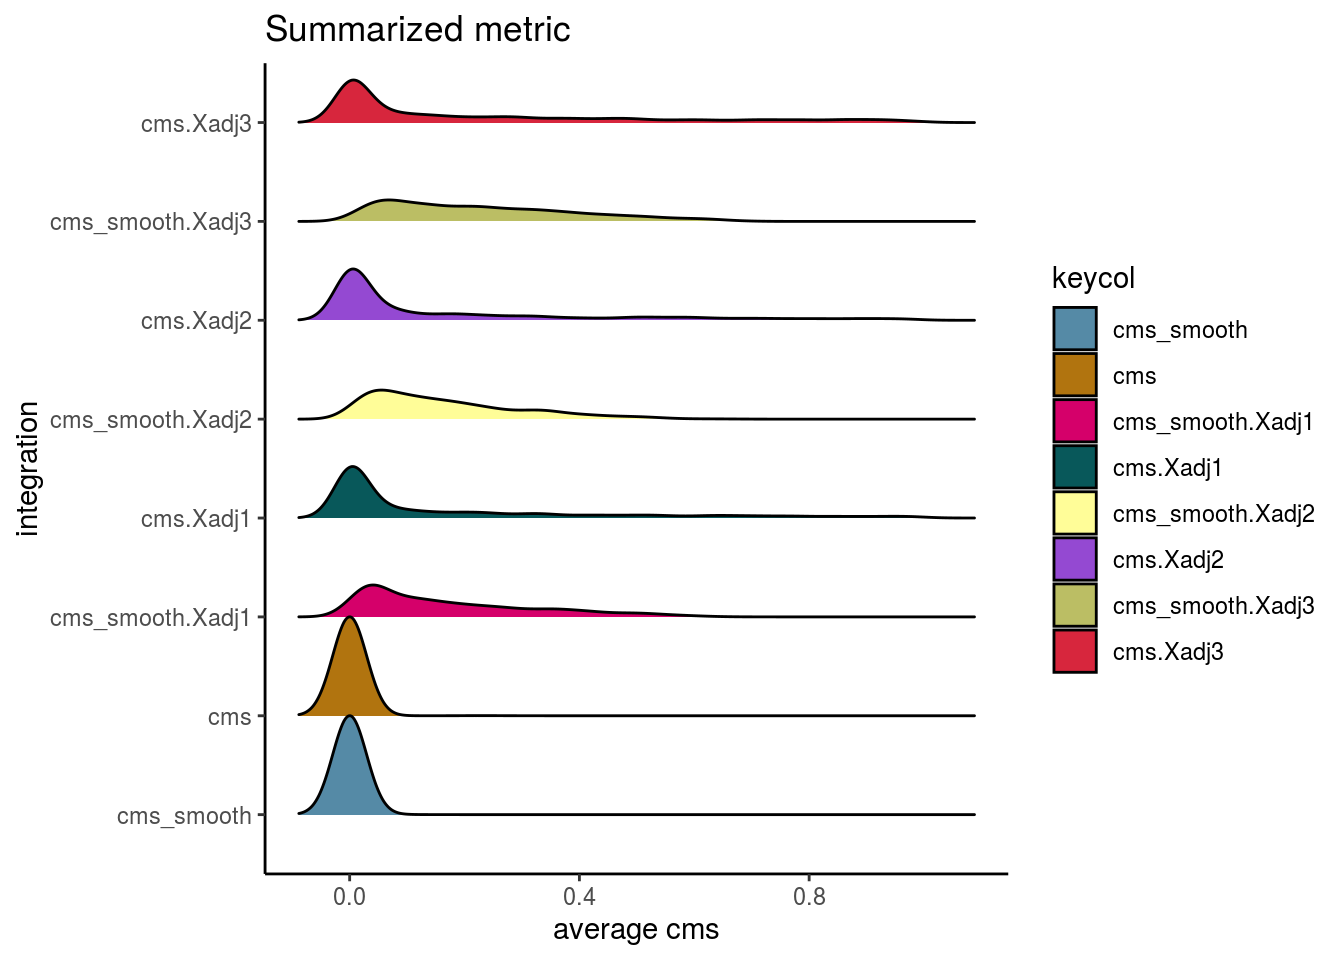 Summarized metric
cms.Xadj3
cms_smooth.Xadj3
cms.Xadj2
cms_smooth.Xadj2
cms.Xadj1
cms_smooth.Xadj1
cms
cms_smooth
integration
0.0
0.4
0.8
average cms
keycol
cms_smooth
cms
cms_smooth.Xadj1
cms.Xadj1
cms_smooth.Xadj2
cms.Xadj2
cms_smooth.Xadj3
cms.Xadj3